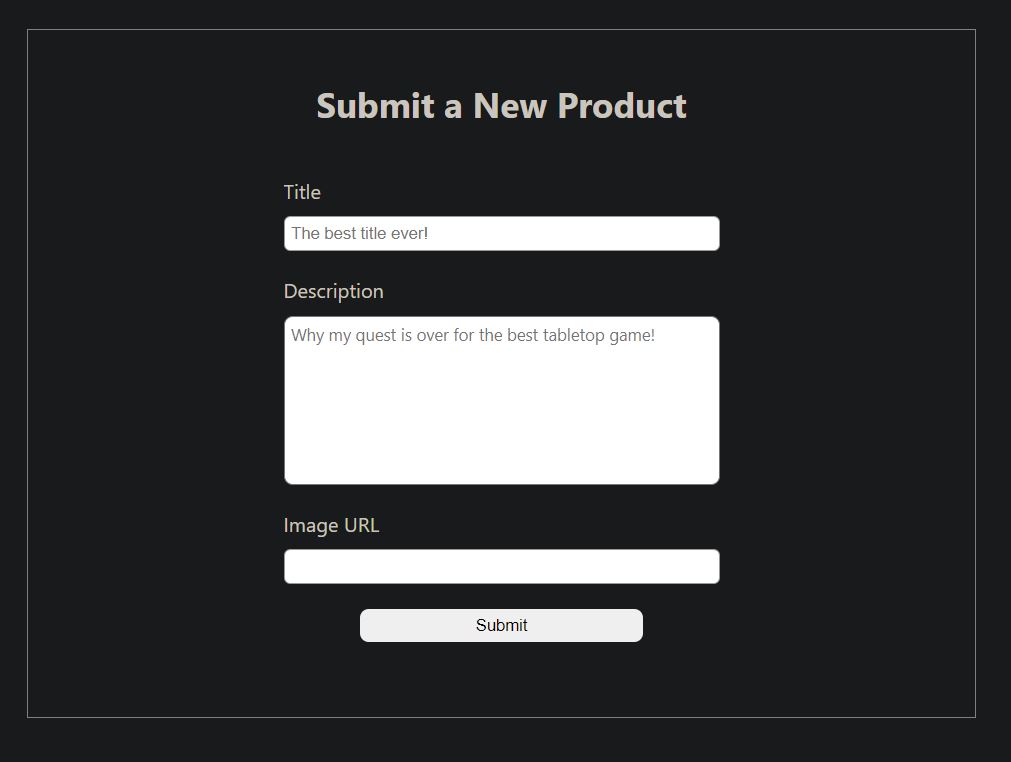 Submit a New Product
Title
The best title ever!
Description
Why my quest is over for the best tabletop game!
Image URL
Submit